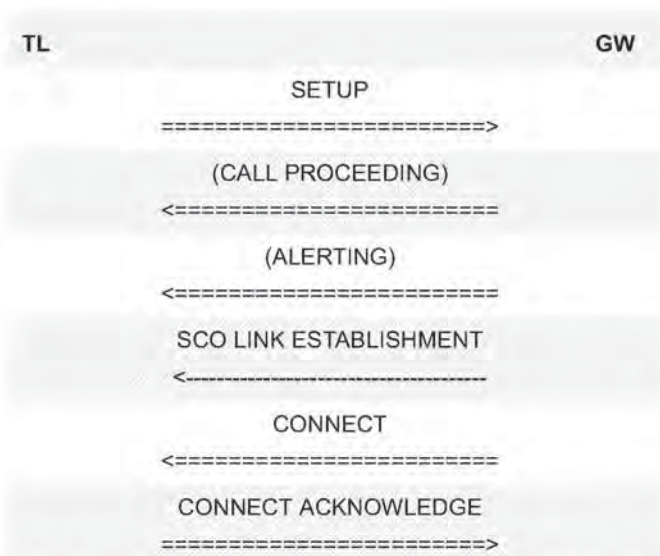 TL GW
SETUP
========================>
(CALL PROCEEDING)
<========================
(ALERTING)
<========================
SCO LINK ESTABLISHMENT
<--------------------------------------
CONNECT
<========================
CONNECT ACKNOWLEDGE
========================>